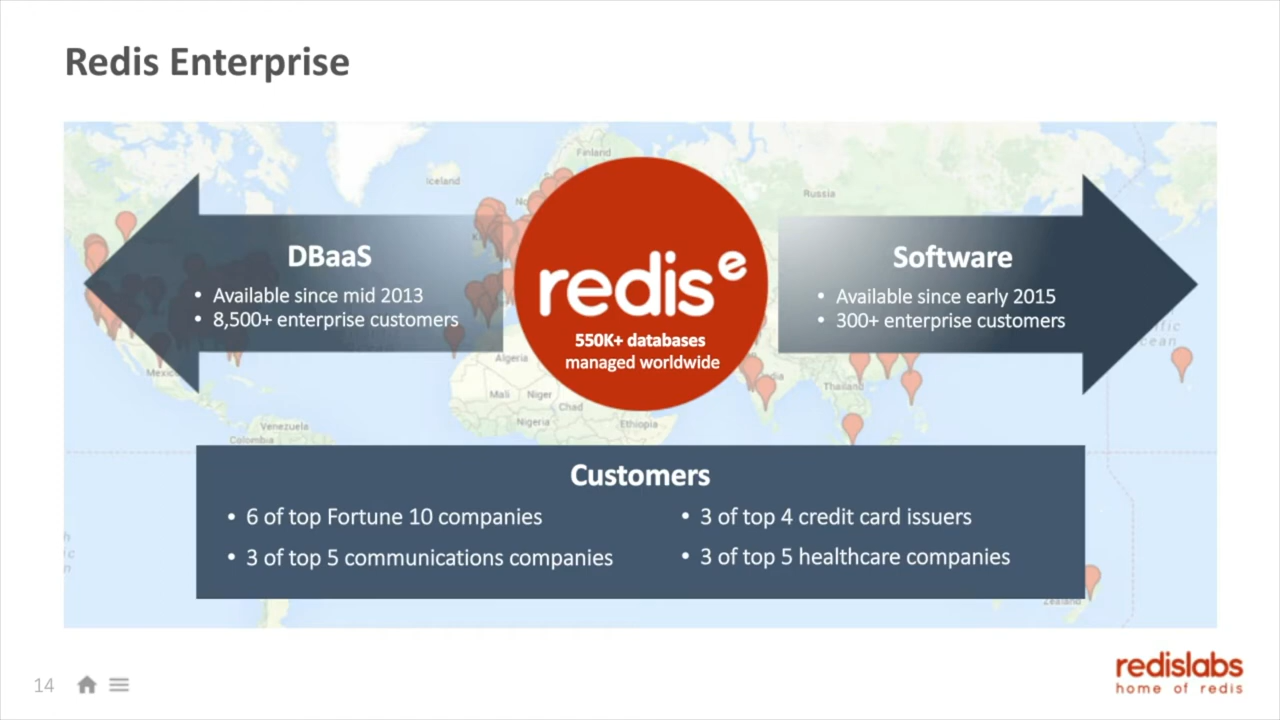 Redis Enterprise
Finland
Iceland
Russia
DBaaS
• Available since mid 2013
• 8,500+ enterprise customers
redis e
550K+ databases
managed worldwide
Software
• Available since early 2015
• 300+ enterprise customers
Algeria
Mali Niger
Chad
Nigeria
Ethiopia
Thailand
Venezuela
Colombia
Customers
• 6 of top Fortune 10 companies
• 3 of top 5 communications companies
• 3 of top 4 credit card issuers
• 3 of top 5 healthcare companies
14
redislabs
home of redis